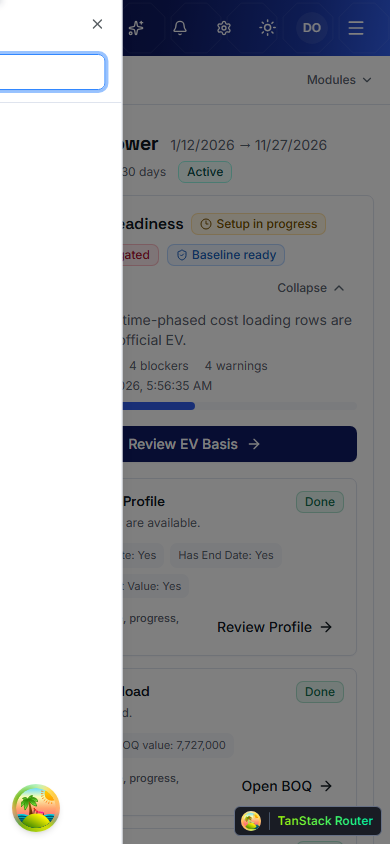 DO
Modules
ower 1/12/2026 → 11/27/2026
30 days Active
eadiness Setup in progress
gated Baseline ready
Collapse
time-phased cost loading rows are
official EV.
4 blockers 4 warnings
026, 5:56:35 AM
Review EV Basis →
Profile Done
are available.
te: Yes Has End Date: Yes
t Value: Yes
, progress,
Review Profile →
load Done
d.
BOQ value: 7,727,000
, progress,
Open BOQ →
TanStack Router